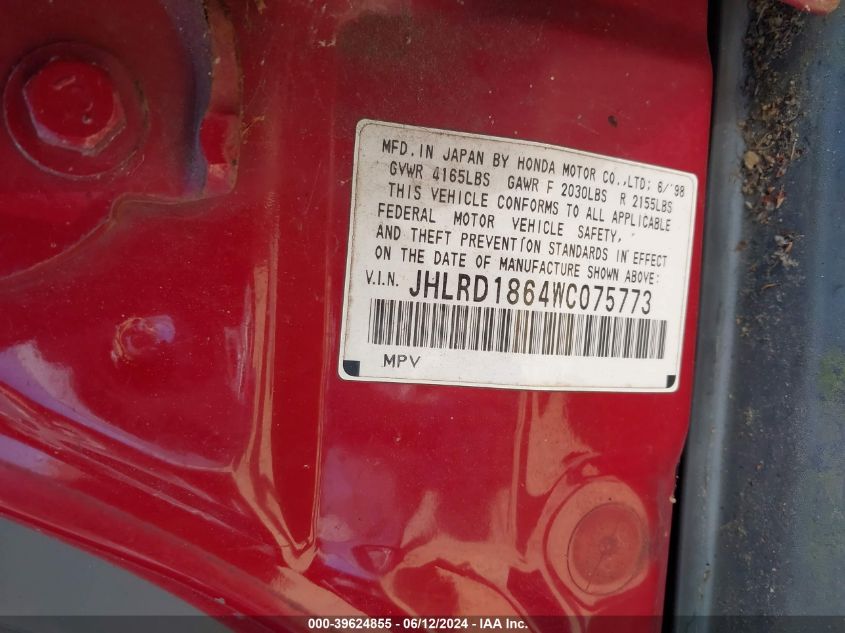 MFD. IN JAPAN BY HONDA MOTOR CO., LTD; 6/'98
GVWR 4165LBS GAWR F 2030LBS R 2155LBS
THIS VEHICLE CONFORMS TO ALL APPLICABLE
FEDERAL MOTOR VEHICLE SAFETY,
AND THEFT PREVENTION STANDARDS IN EFFECT
ON THE DATE OF MANUFACTURE SHOWN ABOVE:
V.I.N. JHLRD1864WC075773
MPV
000-39624855 - 06/12/2024 - IAA Inc.